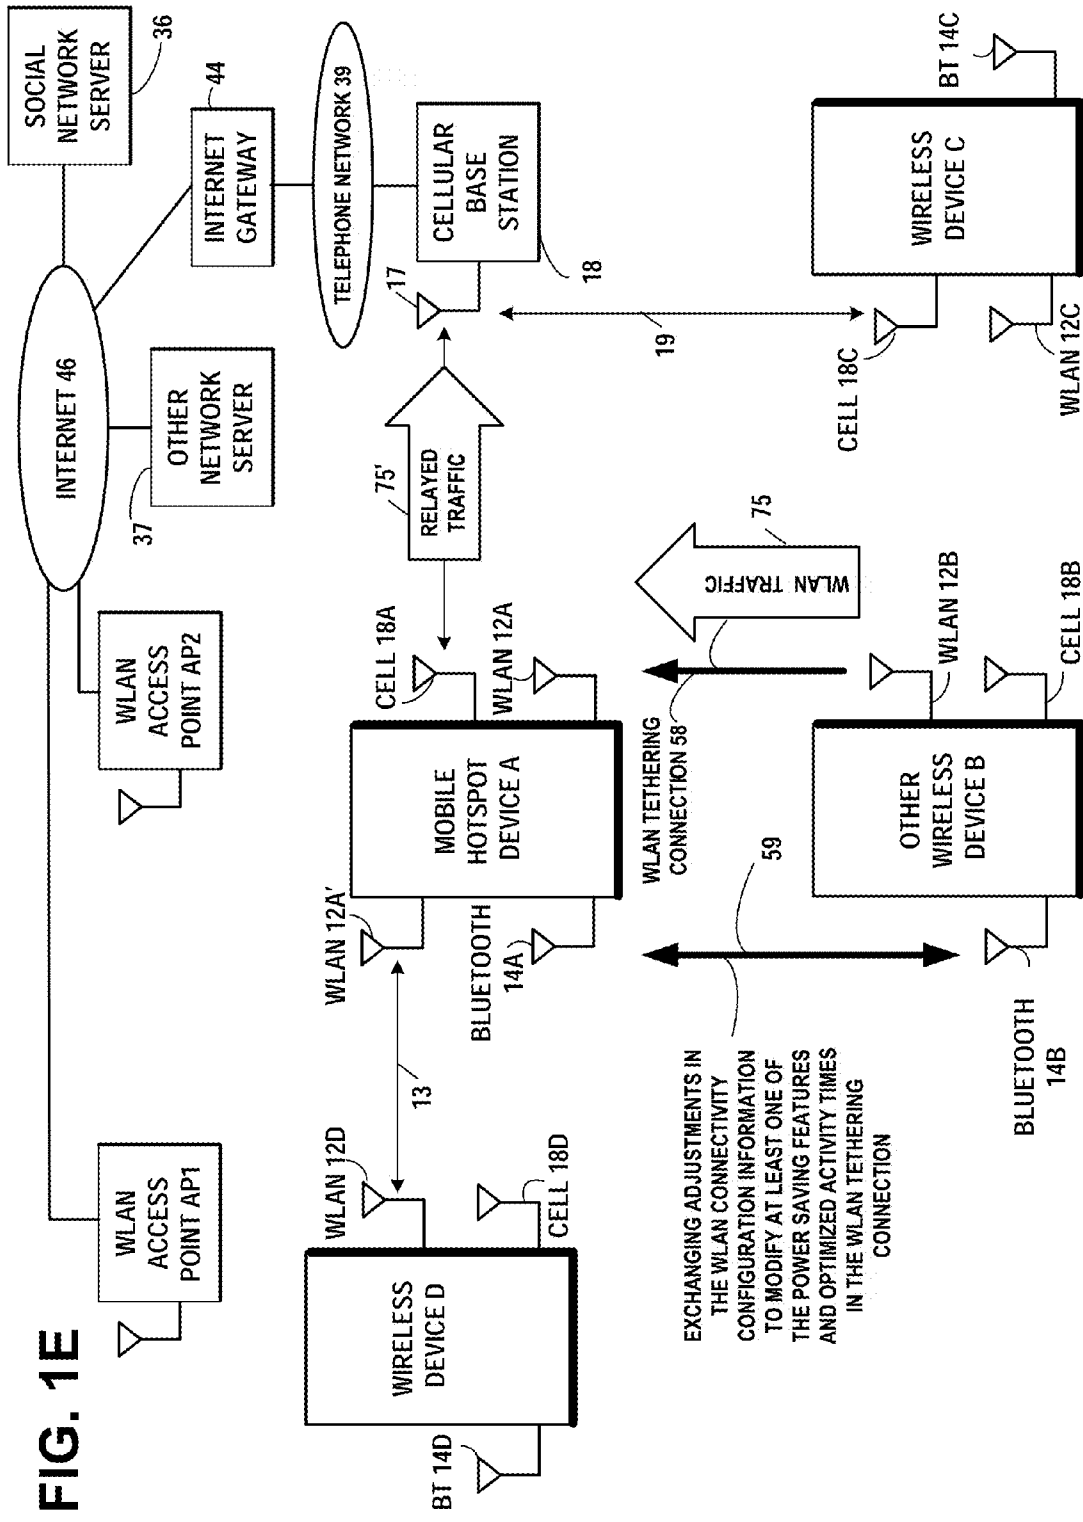 FIG. 1E
WLAN
ACCESS
POINT AP1
WLAN
ACCESS
POINT AP2
INTERNET 46
SOCIAL
NETWORK
SERVER
36
37
OTHER
NETWORK
SERVER
INTERNET
GATEWAY
44
TELEPHONE NETWORK 39
CELLULAR
BASE
STATION
17
18
BT 14D
WIRELESS
DEVICE D
WLAN 12D
CELL 18D
13
WLAN 12A'
BLUETOOTH
14A
MOBILE
HOTSPOT
DEVICE A
CELL 18A
WLAN 12A
75'
RELAYED
TRAFFIC
19
EXCHANGING ADJUSTMENTS IN
THE WLAN CONNECTIVITY
CONFIGURATION INFORMATION
TO MODIFY AT LEAST ONE OF
THE POWER SAVING FEATURES
AND OPTIMIZED ACTIVITY TIMES
IN THE WLAN TETHERING
CONNECTION
59
WLAN TETHERING
CONNECTION 58
WLAN TRAFFIC
75
BLUETOOTH
14B
OTHER
WIRELESS
DEVICE B
WLAN 12B
CELL 18B
CELL 18C
WLAN 12C
WIRELESS
DEVICE C
BT 14C